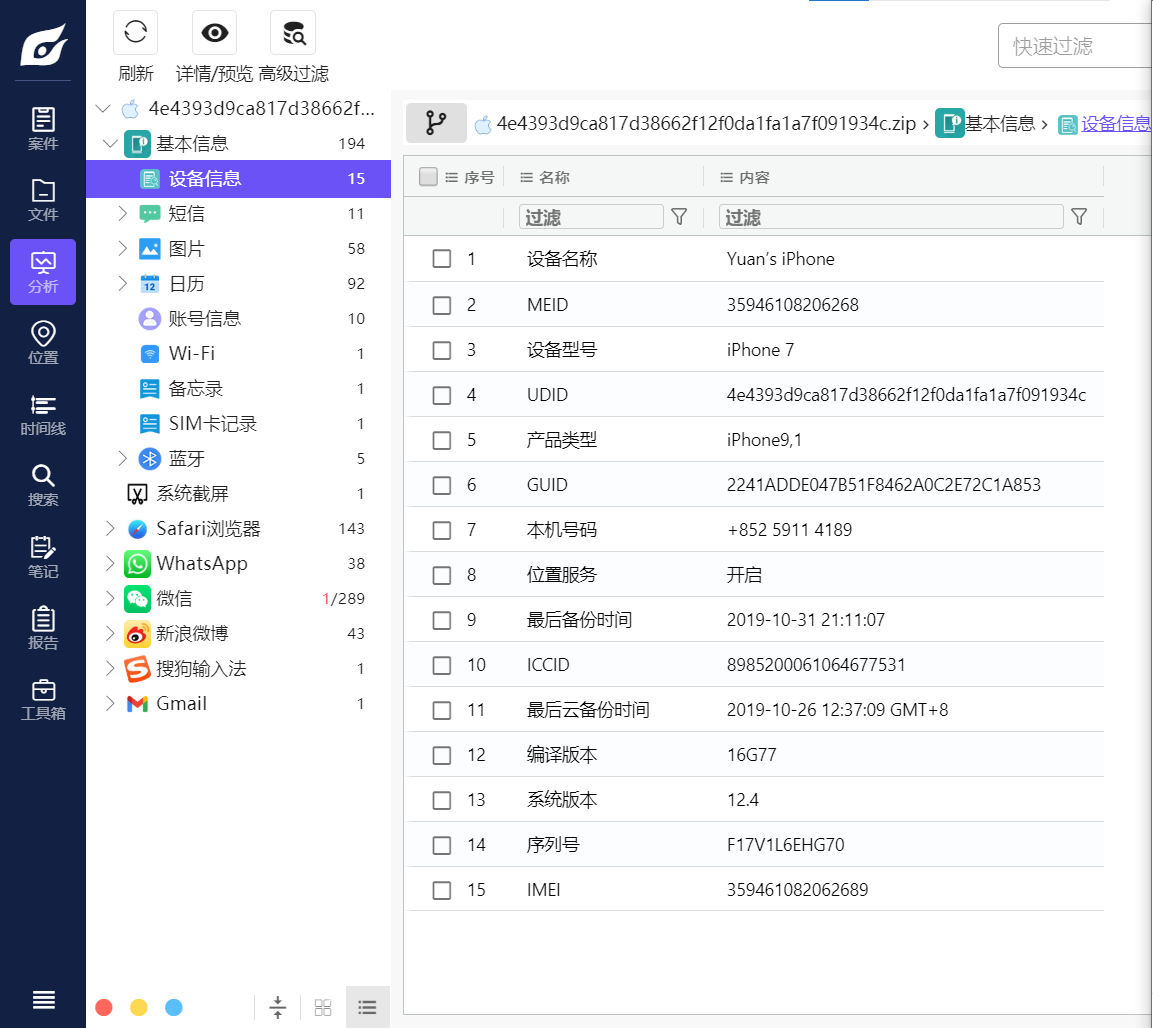 刷新
详情/预览
高级过滤
快速过滤
案件
文件
分析
位置
时间线
搜索
笔记
报告
工具箱
4e4393d9ca817d38662f...
基本信息 194
设备信息 15
短信 11
图片 58
日历 92
账号信息 10
Wi-Fi 1
备忘录 1
SIM卡记录 1
蓝牙 5
系统截屏 1
Safari浏览器 143
WhatsApp 38
微信 1/289
新浪微博 43
搜狗输入法 1
Gmail 1
4e4393d9ca817d38662f12f0da1fa1a7f091934c.zip › 基本信息 › 设备信息
序号 名称 内容
过滤 过滤
1 设备名称 Yuan’s iPhone
2 MEID 35946108206268
3 设备型号 iPhone 7
4 UDID 4e4393d9ca817d38662f12f0da1fa1a7f091934c
5 产品类型 iPhone9,1
6 GUID 2241ADDE047B51F8462A0C2E72C1A853
7 本机号码 +852 5911 4189
8 位置服务 开启
9 最后备份时间 2019-10-31 21:11:07
10 ICCID 8985200061064677531
11 最后云备份时间 2019-10-26 12:37:09 GMT+8
12 编译版本 16G77
13 系统版本 12.4
14 序列号 F17V1L6EHG70
15 IMEI 359461082062689